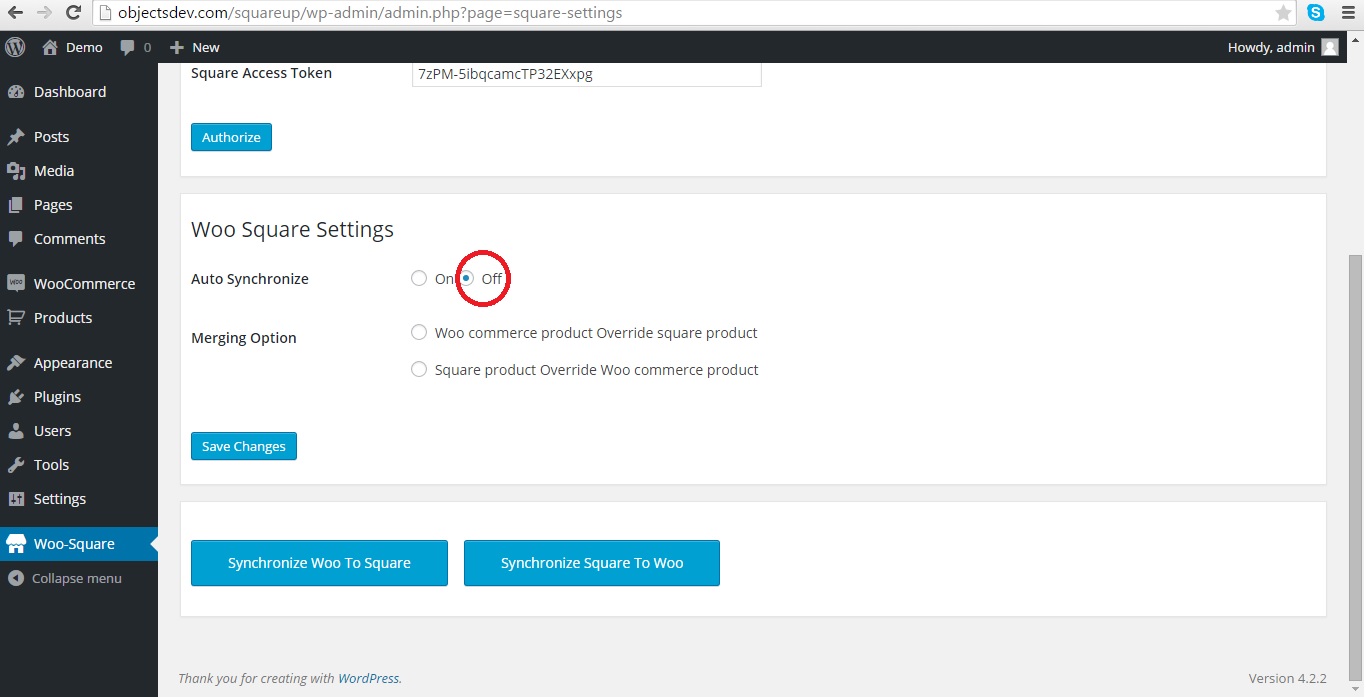 objectsdev.com/squareup/wp-admin/admin.php?page=square-settings
Demo 0 New Howdy, admin
Dashboard
Posts
Media
Pages
Comments
WooCommerce
Products
Appearance
Plugins
Users
Tools
Settings
Woo-Square
Collapse menu
Square Access Token 7zPM-5ibqcamcTP32EXxpg
Authorize
Woo Square Settings
Auto Synchronize On Off
Merging Option Woo commerce product Override square product
Square product Override Woo commerce product
Save Changes
Synchronize Woo To Square Synchronize Square To Woo
Thank you for creating with WordPress. Version 4.2.2